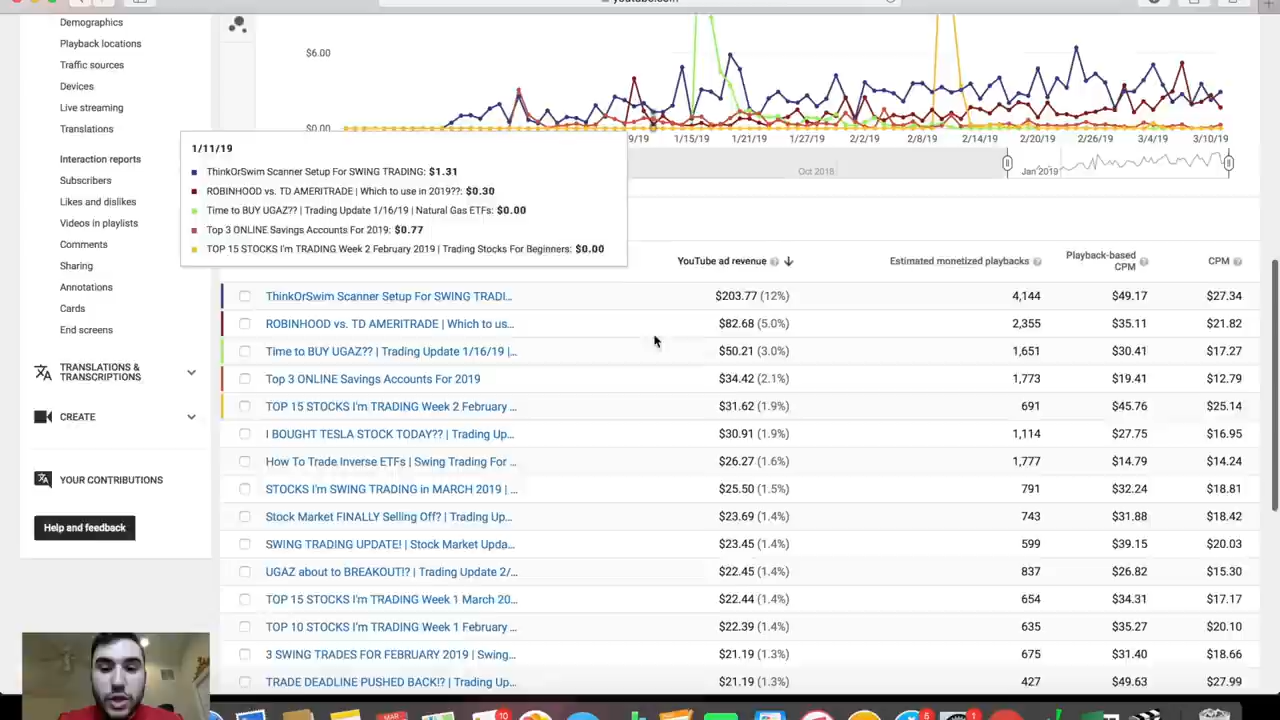 Demographics
Playback locations
Traffic sources
Devices
Live streaming
Translations
Interaction reports
Subscribers
Likes and dislikes
Videos in playlists
Comments
Sharing
Annotations
Cards
End screens
TRANSLATIONS &
TRANSCRIPTIONS
CREATE
YOUR CONTRIBUTIONS
Help and feedback
$6.00
$0.00
1/15/19 1/21/19 1/27/19 2/2/19 2/8/19 2/14/19 2/20/19 2/26/19 3/4/19 3/10/19
Oct 2018 Jan 2019
1/11/19
ThinkOrSwim Scanner Setup For SWING TRADING: $1.31
ROBINHOOD vs. TD AMERITRADE | Which to use in 2019??: $0.30
Time to BUY UGAZ?? | Trading Update 1/16/19 | Natural Gas ETFs: $0.00
Top 3 ONLINE Savings Accounts For 2019: $0.77
TOP 15 STOCKS I'm TRADING Week 2 February 2019 | Trading Stocks For Beginners: $0.00
YouTube ad revenue Estimated monetized playbacks Playback-based CPM CPM
ThinkOrSwim Scanner Setup For SWING TRADI... $203.77 (12%) 4,144 $49.17 $27.34
ROBINHOOD vs. TD AMERITRADE | Which to us... $82.68 (5.0%) 2,355 $35.11 $21.82
Time to BUY UGAZ?? | Trading Update 1/16/19 |... $50.21 (3.0%) 1,651 $30.41 $17.27
Top 3 ONLINE Savings Accounts For 2019 $34.42 (2.1%) 1,773 $19.41 $12.79
TOP 15 STOCKS I'm TRADING Week 2 February ... $31.62 (1.9%) 691 $45.76 $25.14
I BOUGHT TESLA STOCK TODAY?? | Trading Up... $30.91 (1.9%) 1,114 $27.75 $16.95
How To Trade Inverse ETFs | Swing Trading For ... $26.27 (1.6%) 1,777 $14.79 $14.24
STOCKS I'm SWING TRADING in MARCH 2019 | ... $25.50 (1.5%) 791 $32.24 $18.81
Stock Market FINALLY Selling Off? | Trading Up... $23.69 (1.4%) 743 $31.88 $18.42
SWING TRADING UPDATE! | Stock Market Upda... $23.45 (1.4%) 599 $39.15 $20.03
UGAZ about to BREAKOUT!? | Trading Update 2/... $22.45 (1.4%) 837 $26.82 $15.30
TOP 15 STOCKS I'm TRADING Week 1 March 20... $22.44 (1.4%) 654 $34.31 $17.17
TOP 10 STOCKS I'm TRADING Week 1 February ... $22.39 (1.4%) 635 $35.27 $20.10
3 SWING TRADES FOR FEBRUARY 2019 | Swing... $21.19 (1.3%) 675 $31.40 $18.66
TRADE DEADLINE PUSHED BACK!? | Trading Up... $21.19 (1.3%) 427 $49.63 $27.99
MAR 10 6 1